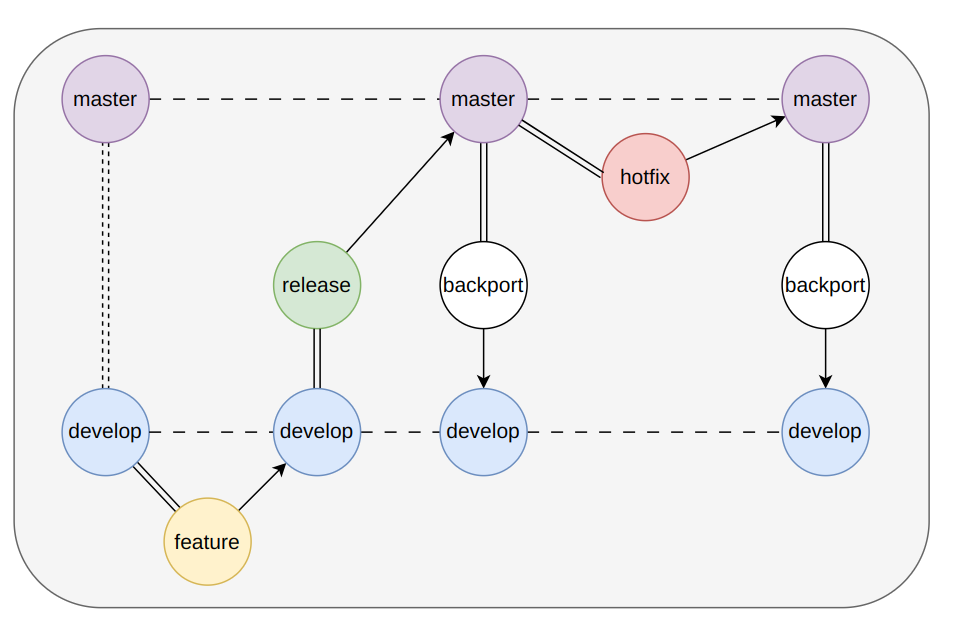 master
master
master
hotfix
release
backport
backport
develop
develop
develop
develop
feature